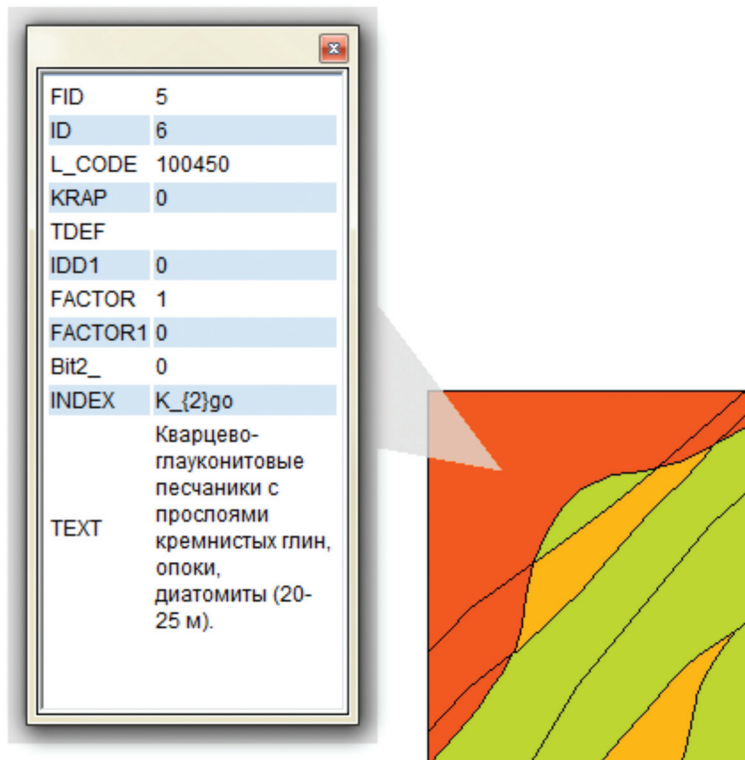 FID 5
ID 6
L_CODE 100450
KRAP 0
TDEF
IDD1 0
FACTOR 1
FACTOR1 0
Bit2_ 0
INDEX K_{2}go
TEXT
Кварцево-
глауконитовые
песчаники с
прослоями
кремнистых глин,
опоки,
диатомиты (20-
25 м).